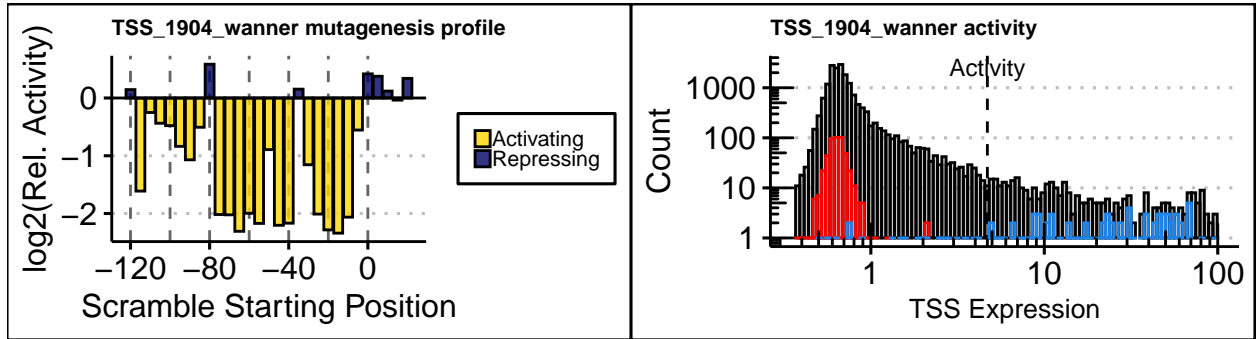 TSS_1904_wanner mutagenesis profile
log2(Rel. Activity)
0
−1
−2
−120
−80
−40
0
Scramble Starting Position
Activating
Repressing
TSS_1904_wanner activity
Activity
Count
1000
100
10
1
1
10
100
TSS Expression